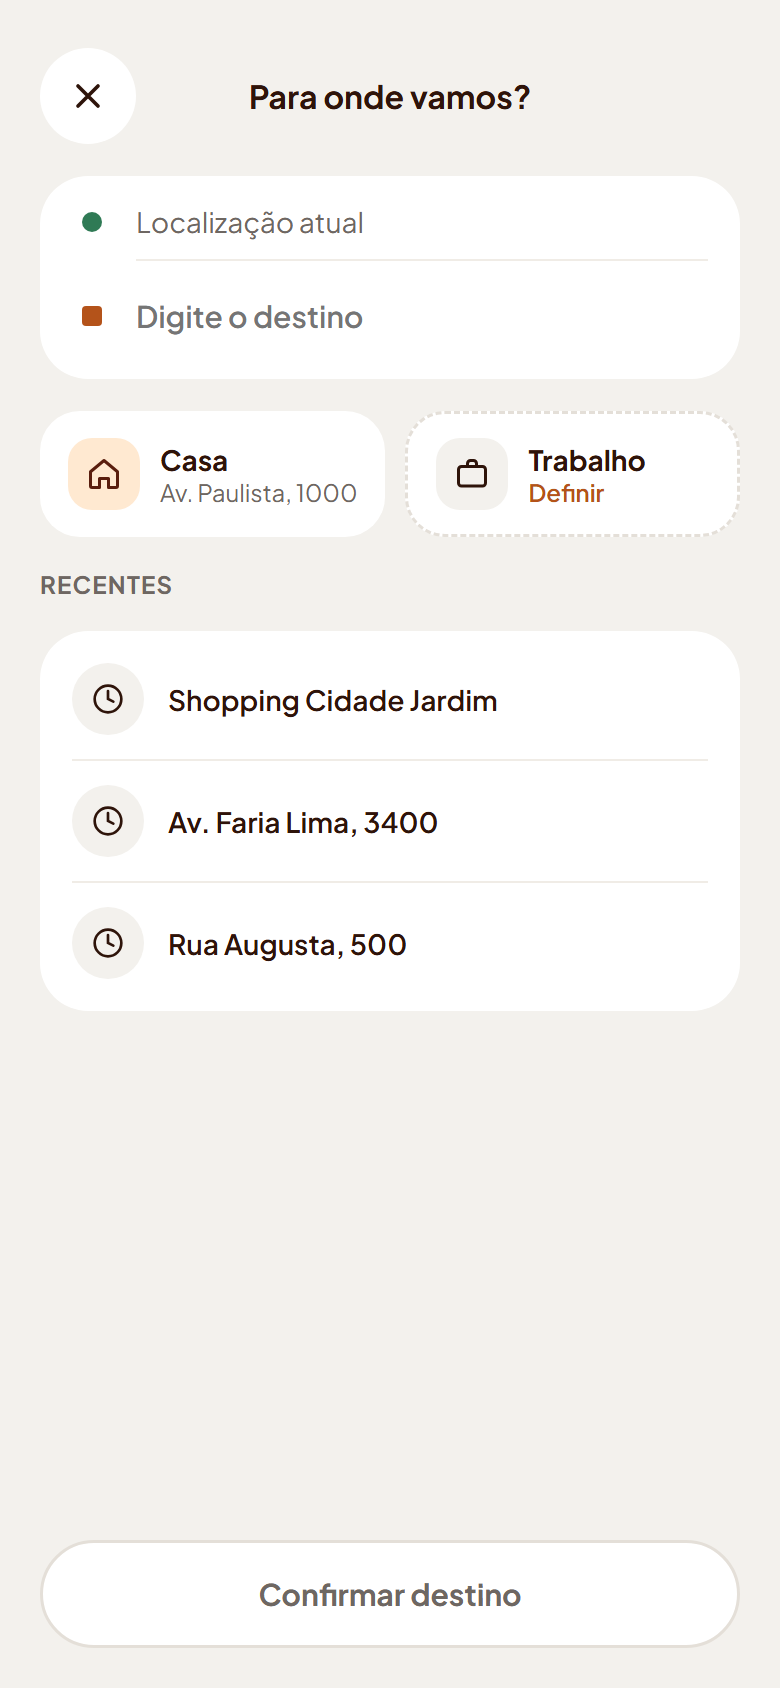 Para onde vamos?
Localização atual
Digite o destino
Casa
Av. Paulista, 1000
Trabalho
Definir
RECENTES
Shopping Cidade Jardim
Av. Faria Lima, 3400
Rua Augusta, 500
Confirmar destino